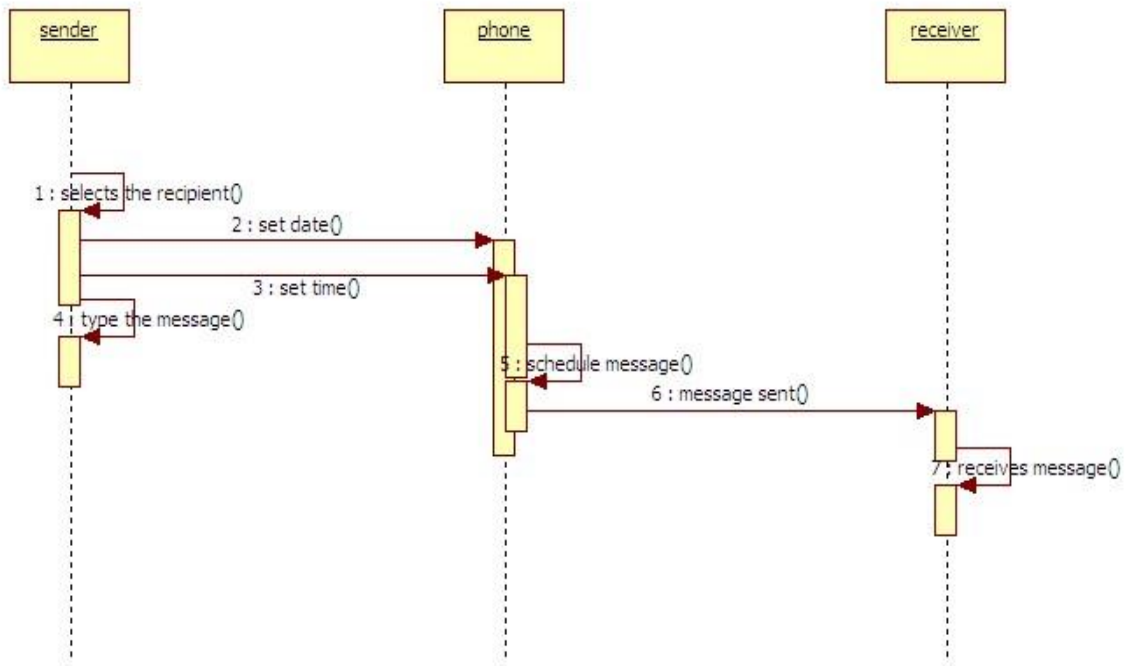 sender
phone
receiver
1 : selects the recipient()
2 : set date()
3 : set time()
4 : type the message()
5 : schedule message()
6 : message sent()
7 : receives message()